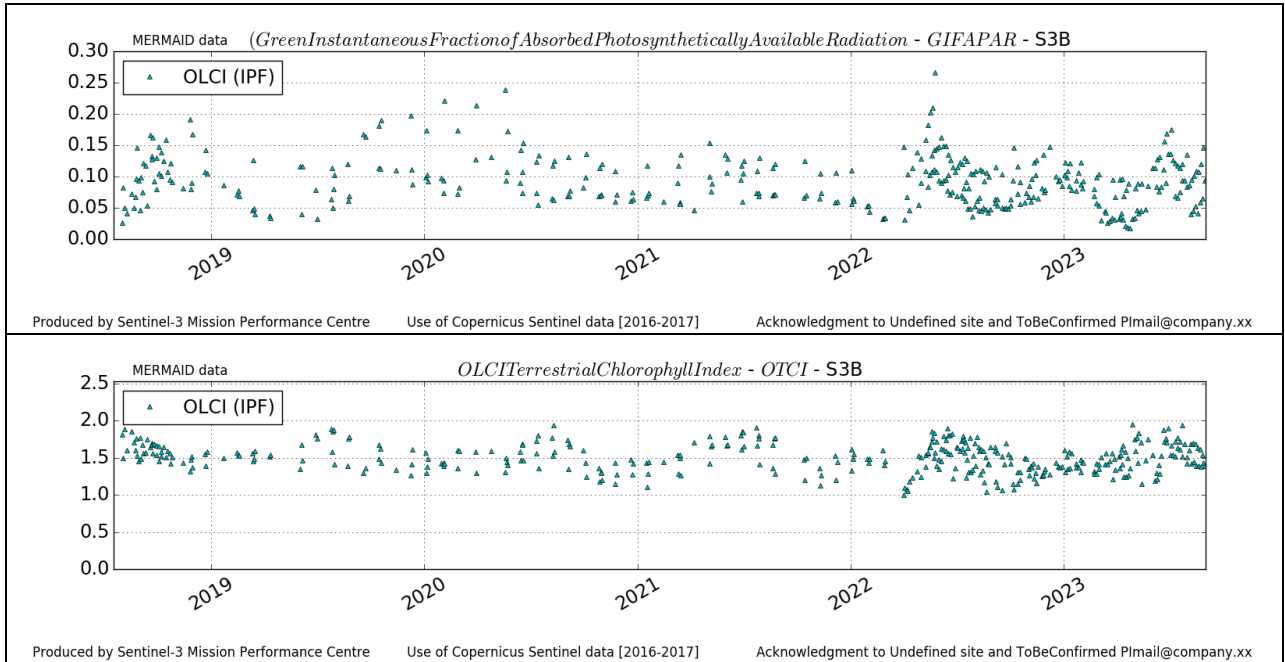 MERMAID data (GreenInstantaneousFractionofAbsorbedPhotosyntheticallyAvailableRadiation - GIFAPAR - S3B
0.30
0.25
0.20
0.15
0.10
0.05
0.00
OLCI (IPF)
2019 2020 2021 2022 2023
Produced by Sentinel-3 Mission Performance Centre Use of Copernicus Sentinel data [2016-2017] Acknowledgment to Undefined site and ToBeConfirmed PImail@company.xx
MERMAID data OLCITerrestrialChlorophyllIndex - OTCI - S3B
2.5
2.0
1.5
1.0
0.5
0.0
OLCI (IPF)
2019 2020 2021 2022 2023
Produced by Sentinel-3 Mission Performance Centre Use of Copernicus Sentinel data [2016-2017] Acknowledgment to Undefined site and ToBeConfirmed PImail@company.xx